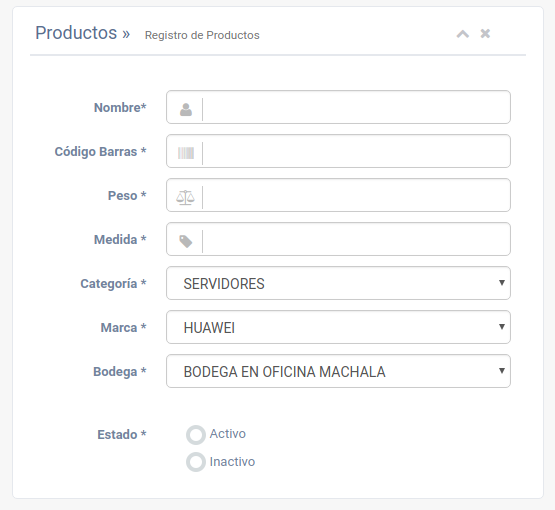 Productos » Registro de Productos
Nombre*
Código Barras *
Peso *
Medida *
Categoría * SERVIDORES
Marca * HUAWEI
Bodega * BODEGA EN OFICINA MACHALA
Estado * Activo
Inactivo